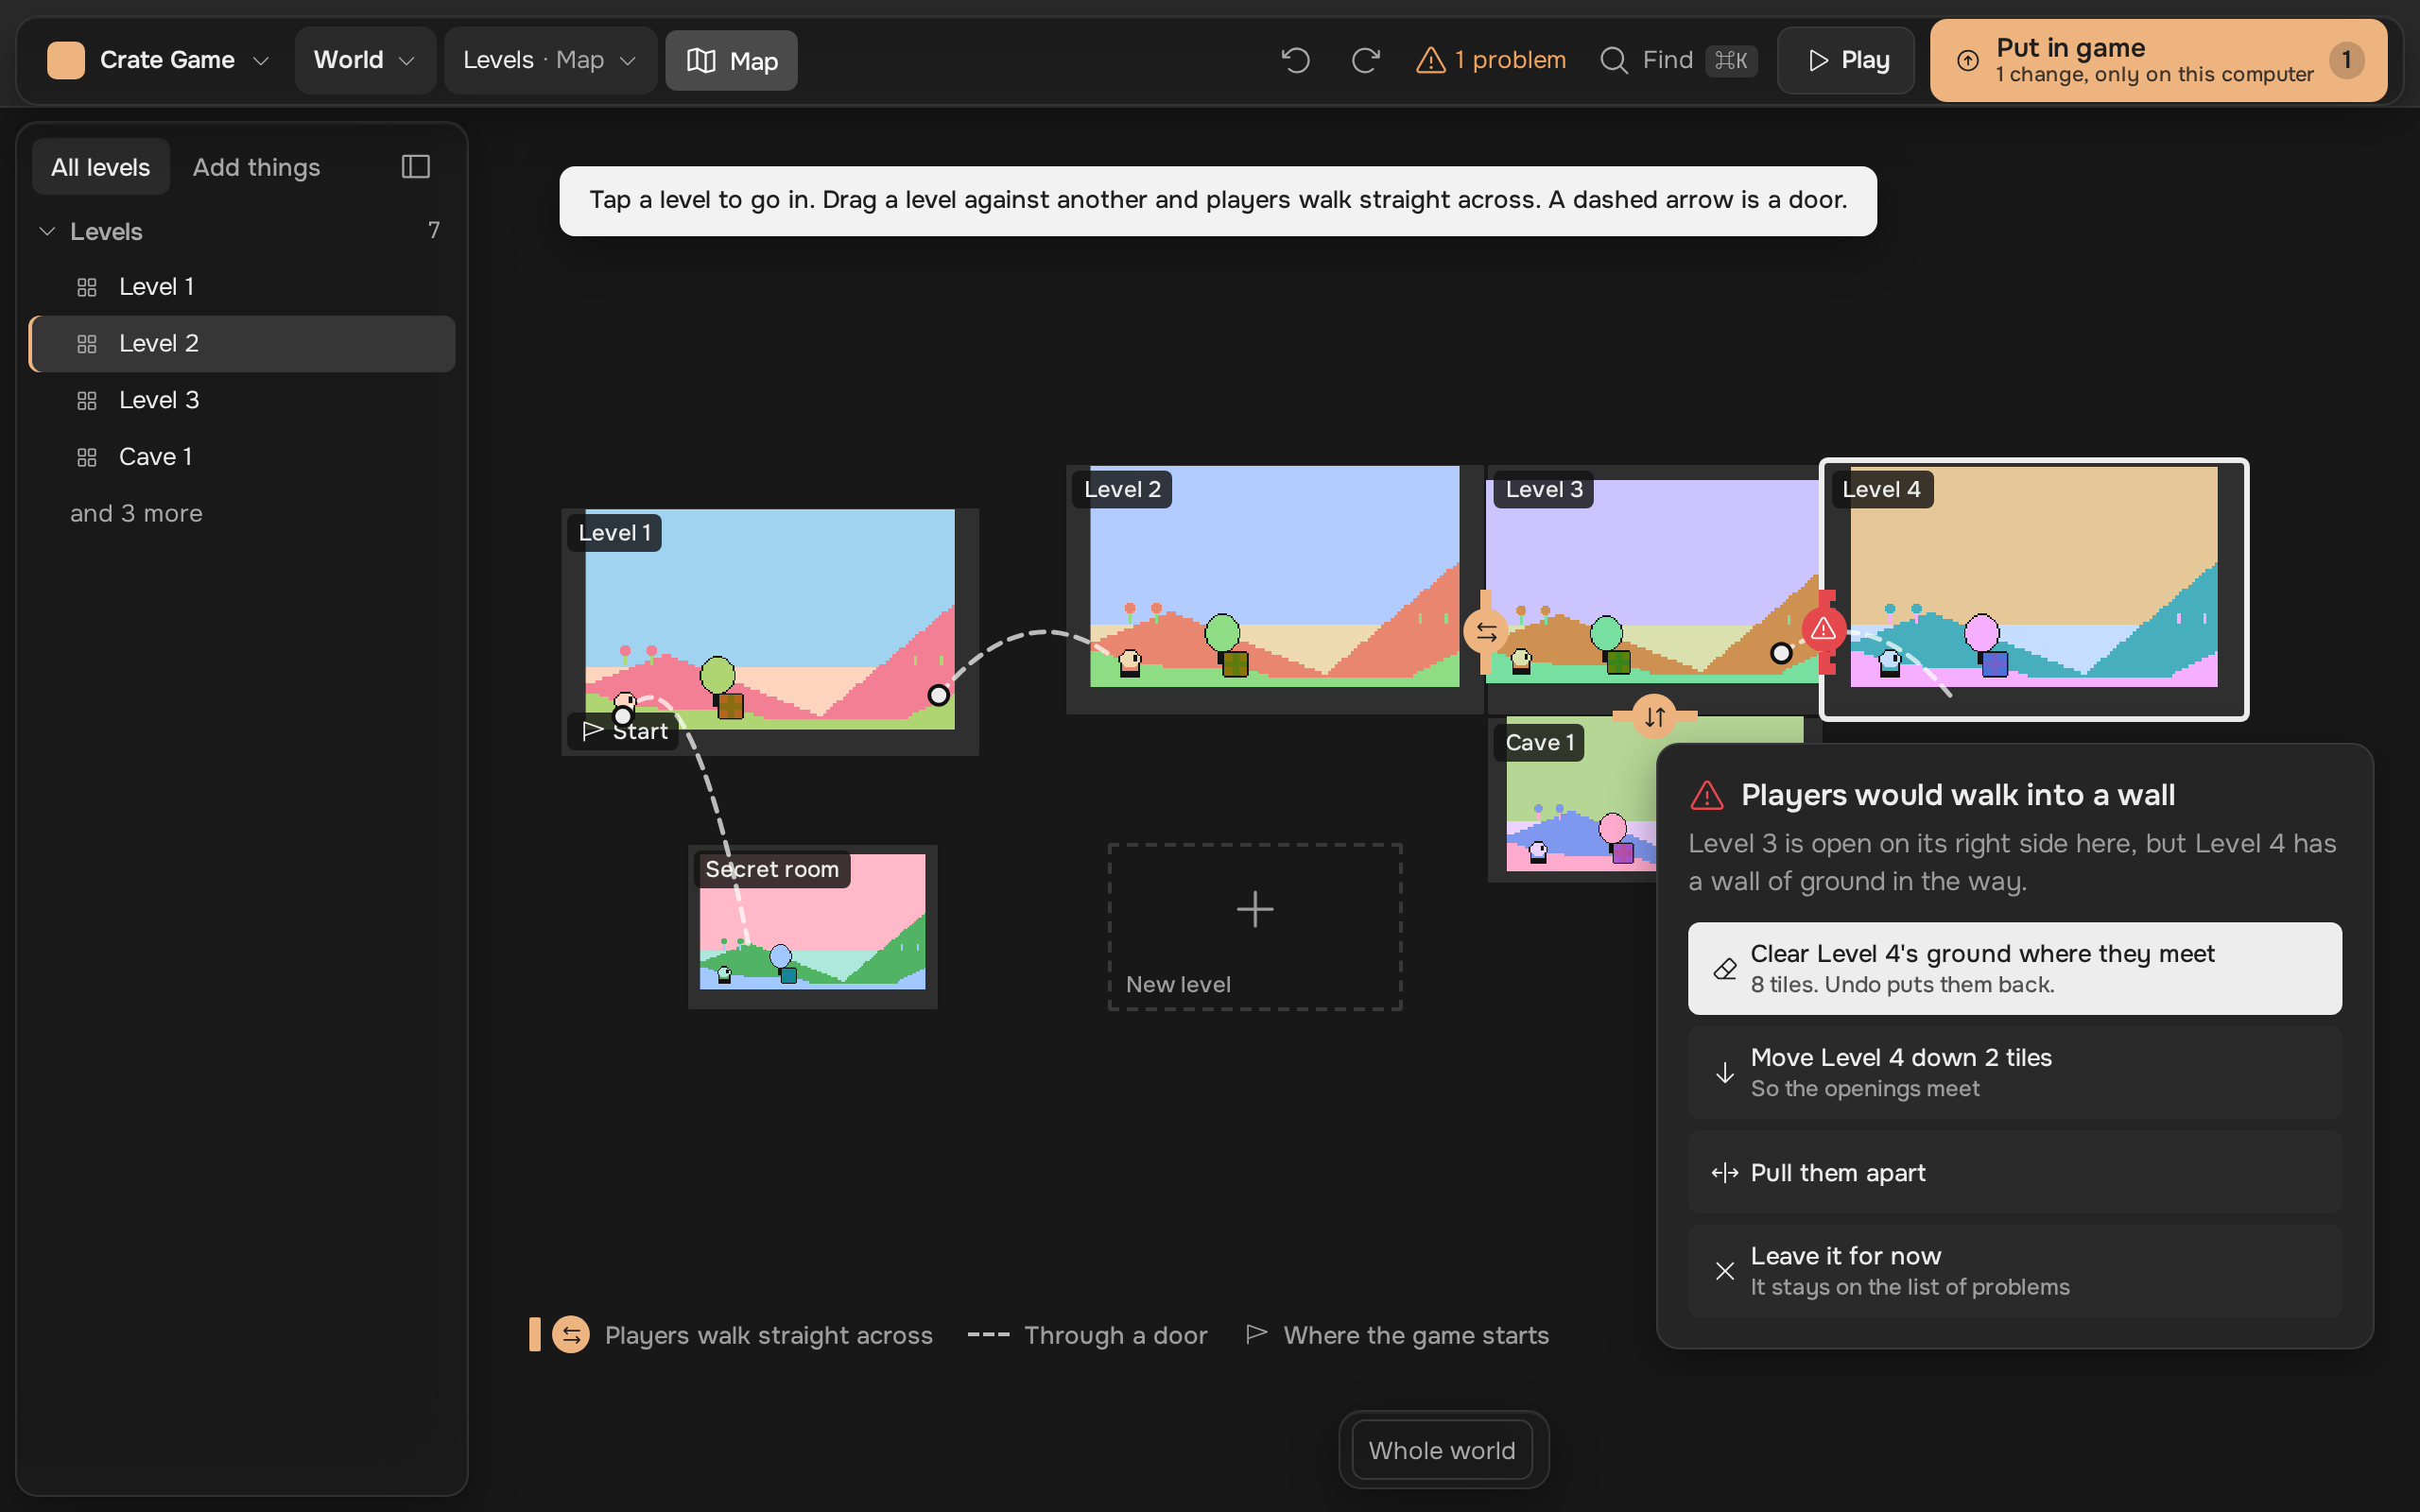 Crate Game
World
Levels · Map
Map
1 problem
Find ⌘K
Play
Put in game
1 change, only on this computer
1
All levels
Add things
Levels 7
Level 1
Level 2
Level 3
Cave 1
and 3 more
Tap a level to go in. Drag a level against another and players walk straight across. A dashed arrow is a door.
Level 1
Start
Level 2
Level 3
Level 4
Cave 1
Secret room
New level
Players would walk into a wall
Level 3 is open on its right side here, but Level 4 has
a wall of ground in the way.
Clear Level 4's ground where they meet
8 tiles. Undo puts them back.
Move Level 4 down 2 tiles
So the openings meet
Pull them apart
Leave it for now
It stays on the list of problems
Players walk straight across
Through a door
Where the game starts
Whole world